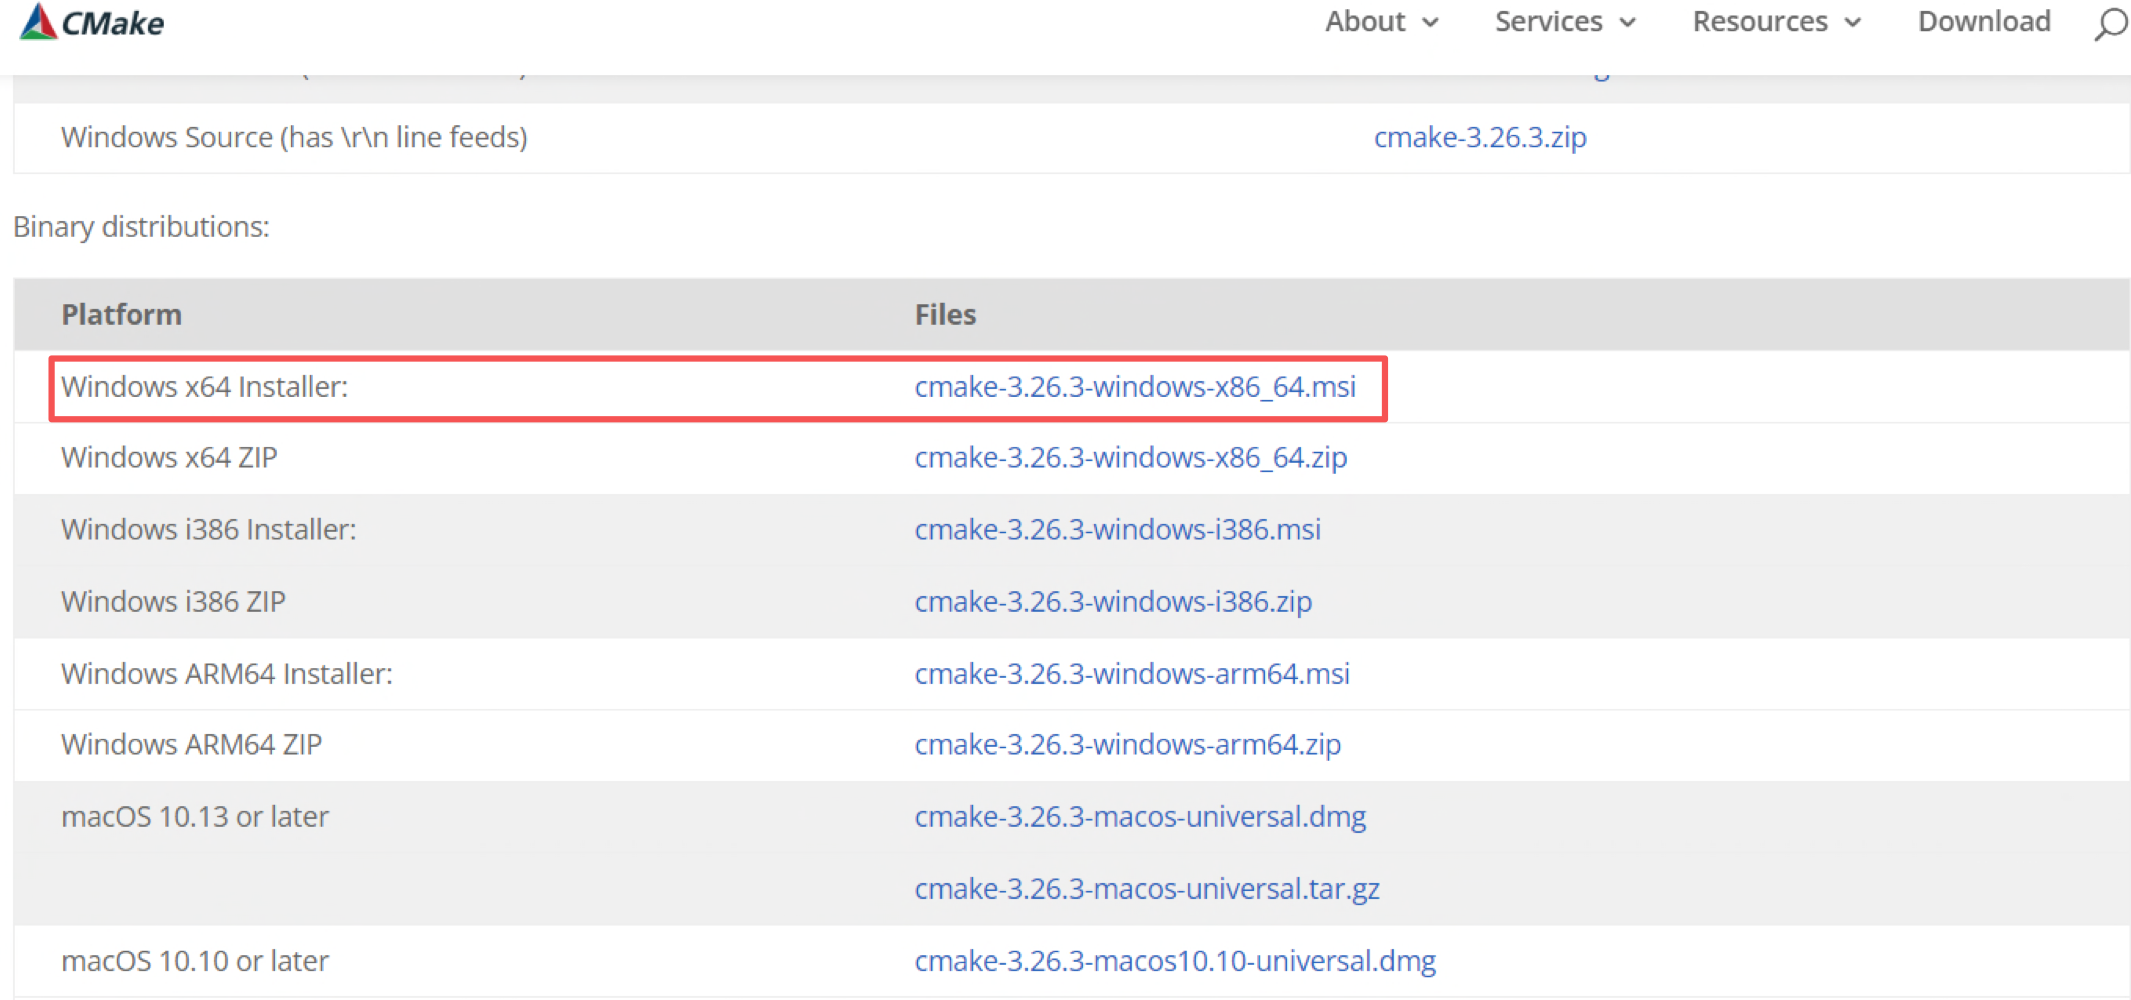 CMake
About Services Resources Download
Windows Source (has \r\n line feeds) cmake-3.26.3.zip
Binary distributions:
Platform Files
Windows x64 Installer: cmake-3.26.3-windows-x86_64.msi
Windows x64 ZIP cmake-3.26.3-windows-x86_64.zip
Windows i386 Installer: cmake-3.26.3-windows-i386.msi
Windows i386 ZIP cmake-3.26.3-windows-i386.zip
Windows ARM64 Installer: cmake-3.26.3-windows-arm64.msi
Windows ARM64 ZIP cmake-3.26.3-windows-arm64.zip
macOS 10.13 or later cmake-3.26.3-macos-universal.dmg
cmake-3.26.3-macos-universal.tar.gz
macOS 10.10 or later cmake-3.26.3-macos10.10-universal.dmg